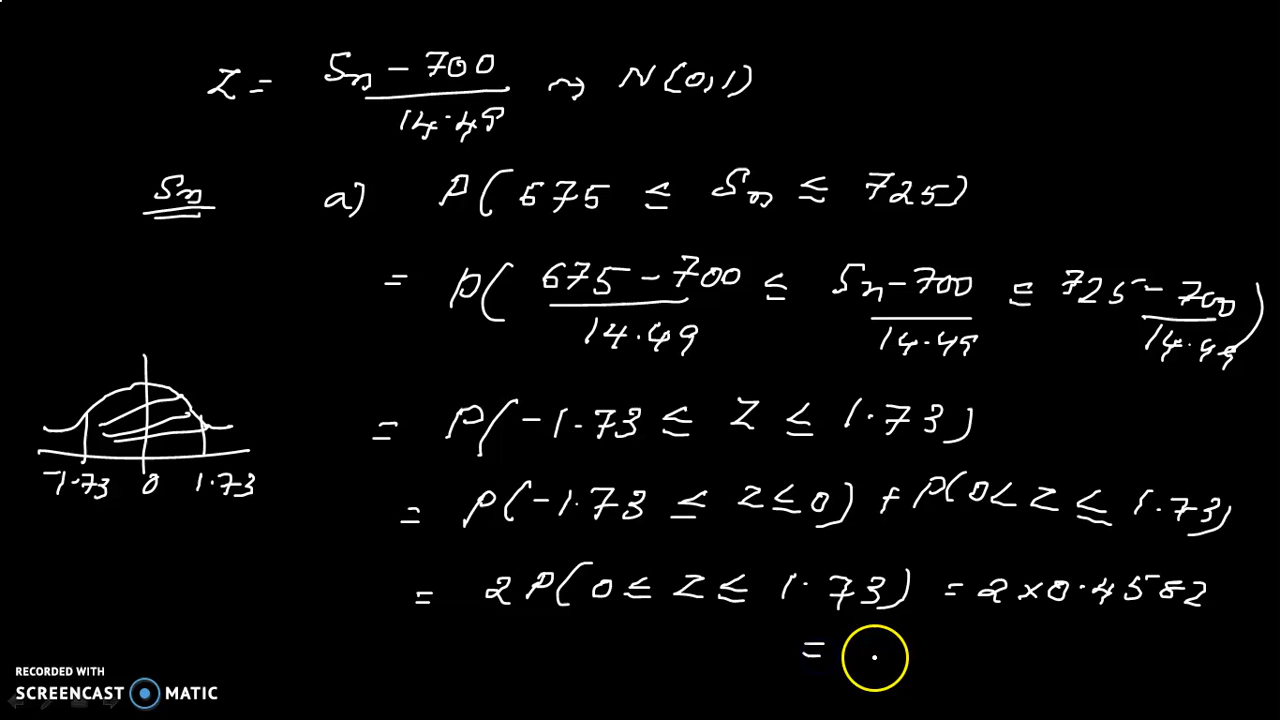 Z = (Sn - 700) / 14.49 ~ N(0,1)
Sn a) P(675 ≤ Sn ≤ 725)
= P( (675 - 700) / 14.49 ≤ (Sn - 700) / 14.49 ≤ (725 - 700) / 14.49 )
= P(-1.73 ≤ Z ≤ 1.73)
-1.73 0 1.73
= P(-1.73 ≤ Z ≤ 0) + P(0 < Z ≤ 1.73)
= 2 P(0 ≤ Z ≤ 1.73) = 2 × 0.4582
= .
RECORDED WITH
SCREENCAST MATIC